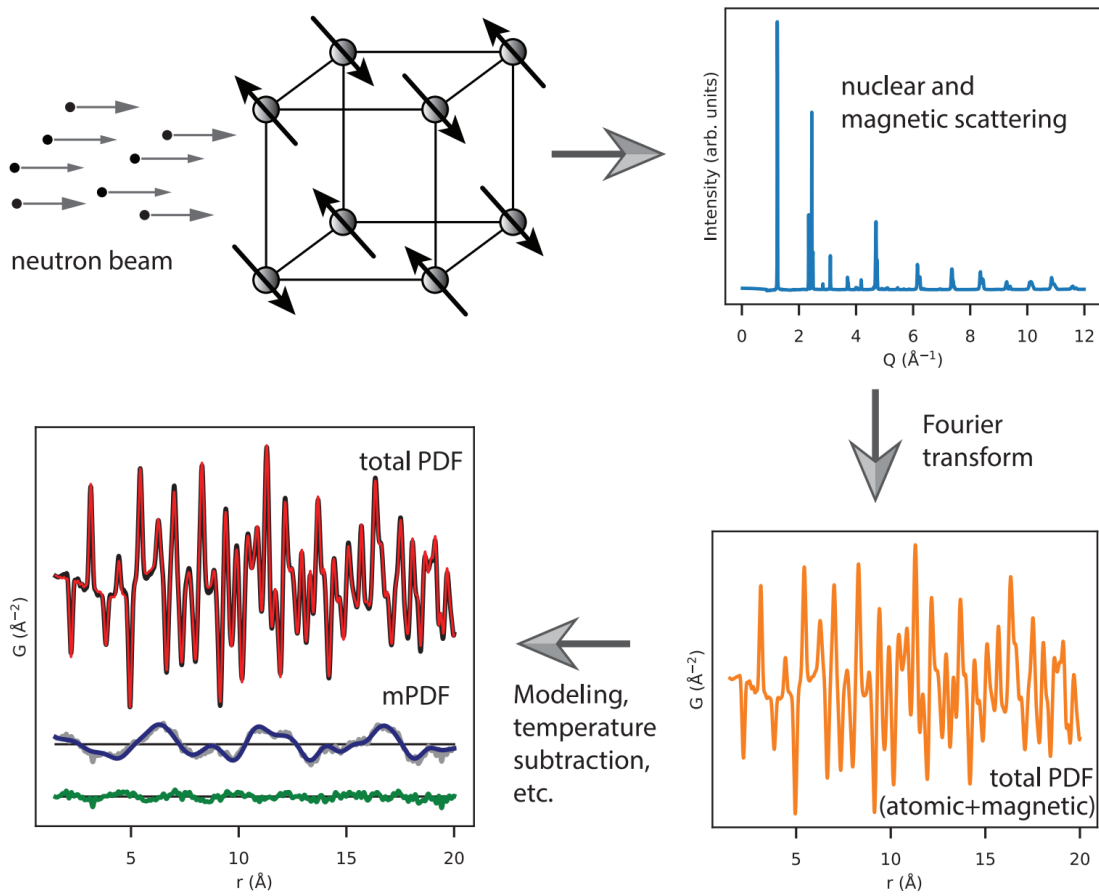 neutron beam
nuclear and
magnetic scattering
Intensity (arb. units)
0 2 4 6 8 10 12
Q (Å⁻¹)
Fourier
transform
total PDF
(atomic+magnetic)
G (Å⁻²)
5 10 15 20
r (Å)
Modeling,
temperature
subtraction,
etc.
total PDF
mPDF
G (Å⁻²)
5 10 15 20
r (Å)